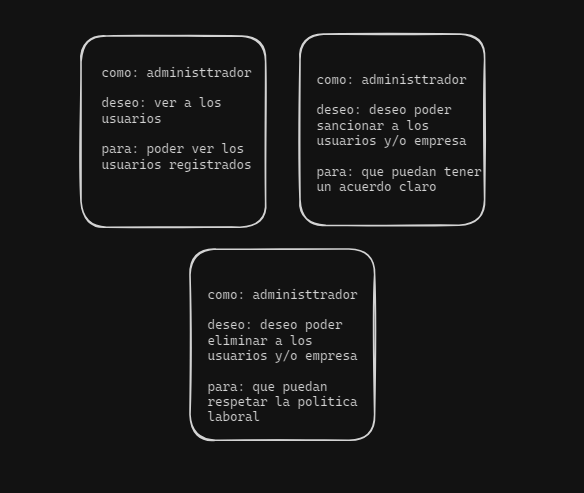 como: administtrador
deseo: ver a los
usuarios
para: poder ver los
usuarios registrados
como: administtrador
deseo: deseo poder
sancionar a los
usuarios y/o empresa
para: que puedan tener
un acuerdo claro
como: administtrador
deseo: deseo poder
eliminar a los
usuarios y/o empresa
para: que puedan
respetar la politica
laboral